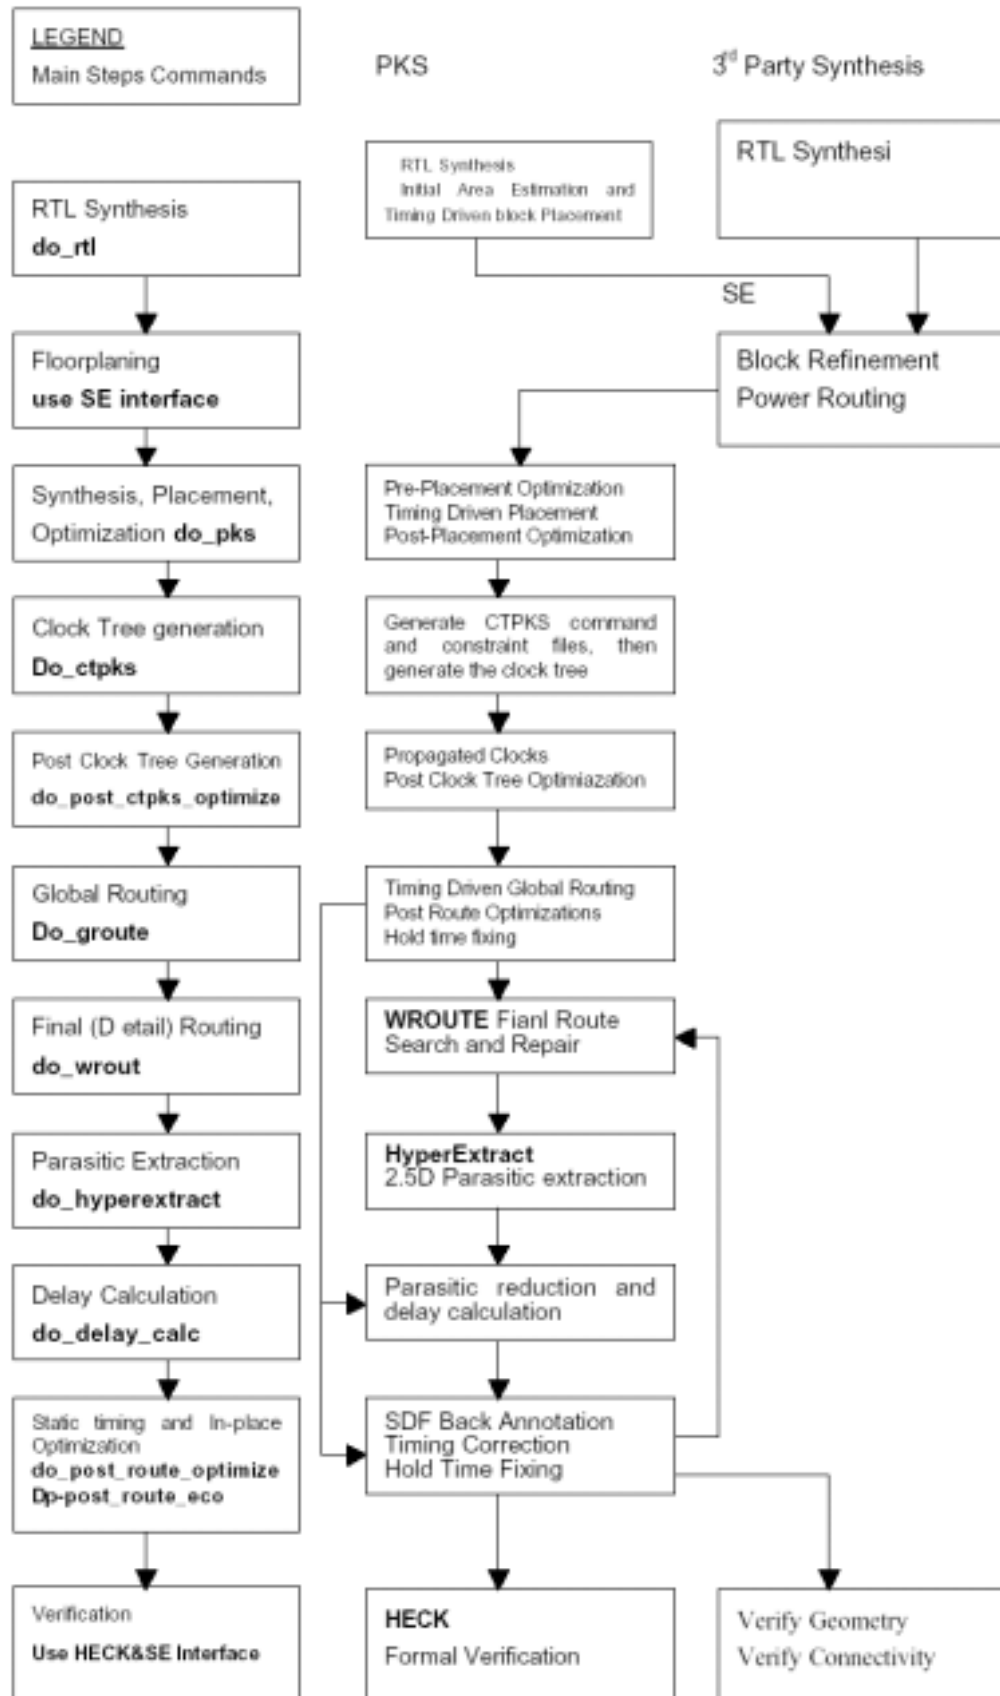 LEGEND
Main Steps Commands
PKS
3rd Party Synthesis
RTL Synthesi
RTL Synthesis
Initial Area Estimation and
Timing Driven block Placement
RTL Synthesis
do_rtl
SE
Floorplaning
use SE interface
Block Refinement
Power Routing
Synthesis, Placement,
Optimization do_pks
Pre-Placement Optimization
Timing Driven Placement
Post-Placement Optimization
Clock Tree generation
Do_ctpks
Generate CTPKS command
and constraint files, then
generate the clock tree
Post Clock Tree Generation
do_post_ctpks_optimize
Propagated Clocks
Post Clock Tree Optimiazation
Global Routing
Do_groute
Timing Driven Global Routing
Post Route Optimizations
Hold time fixing
Final (D etail) Routing
do_wrout
WROUTE Fianl Route
Search and Repair
Parasitic Extraction
do_hyperextract
HyperExtract
2.5D Parasitic extraction
Delay Calculation
do_delay_calc
Parasitic reduction and
delay calculation
Static timing and In-place
Optimization
do_post_route_optimize
Dp-post_route_eco
SDF Back Annotation
Timing Correction
Hold Time Fixing
Verification
Use HECK&SE Interface
HECK
Formal Verification
Verify Geometry
Verify Connectivity